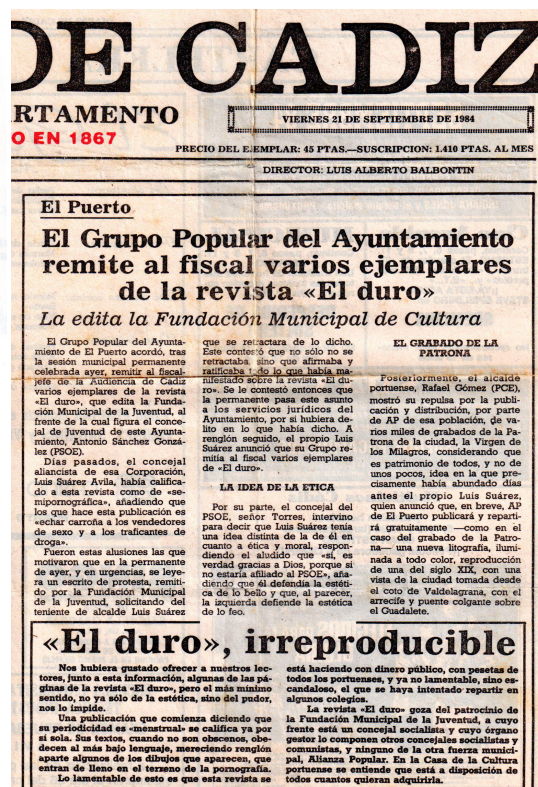 DE CADIZ
RTAMENTO
O EN 1867
VIERNES 21 DE SEPTIEMBRE DE 1984
PRECIO DEL EJEMPLAR: 45 PTAS.—SUSCRIPCION: 1.410 PTAS. AL MES
DIRECTOR: LUIS ALBERTO BALBONTIN
El Puerto
El Grupo Popular del Ayuntamiento
remite al fiscal varios ejemplares
de la revista «El duro»
La edita la Fundación Municipal de Cultura
El Grupo Popular del Ayunta-
miento de El Puerto acordó, tras
la sesión municipal permanente
celebrada ayer, remitir al fiscal-
jefe de la Audiencia de Cádiz
varios ejemplares de la revista
«El duro», que edita la Funda-
ción Municipal de la Juventud, al
frente de la cual figura el conce-
jal de Juventud de este Ayunta-
miento, Antonio Sánchez Gonzá-
lez (PSOE).
Días pasados, el concejal
aliancista de esa Corporación,
Luis Suárez Avila, había califica-
do a esta revista como de «se-
mipornográfica», añadiendo que
los que hace esta publicación es
«echar carroña a los vendedores
de sexo y a los traficantes de
droga».
Fueron estas alusiones las que
motivaron que en la permanente
de ayer, y en urgencias, se leye-
ra un escrito de protesta, remiti-
do por la Fundación Municipal
de la Juventud, solicitando del
teniente de alcalde Luis Suárez
que se retractara de lo dicho.
Este contestó que no sólo no se
retractaba, sino que afirmaba y
ratificaba todo lo que había ma-
nifestado sobre la revista «El du-
ro». Se le contestó entonces que
la permanente pasa este asunto
a los servicios jurídicos del
Ayuntamiento, por si hubiera de-
lito en lo que había dicho. A
renglón seguido, el propio Luis
Suárez anunció que su Grupo re-
mitía al fiscal varios ejemplares
de «El duro».
LA IDEA DE LA ETICA
Por su parte, el concejal del
PSOE, señor Torres, intervino
para decir que Luis Suárez tenía
una idea distinta de la de él en
cuanto a ética y moral, respon-
diendo el aludido que «sí, es
verdad gracias a Dios, porque si
no estaría afiliado al PSOE», aña-
diendo que él defendía la estéti-
ca de lo bello y que, al parecer,
la izquierda defiende la estética
de lo feo.
EL GRABADO DE LA
PATRONA
Posteriormente, el alcalde
portuense, Rafael Gómez (PCE),
mostró su repulsa por la publi-
cación y distribución, por parte
de AP de esa población, de va-
rios miles de grabados de la Pa-
trona de la ciudad, la Virgen de
los Milagros, considerando que
es patrimonio de todos, y no de
unos pocos, idea en la que pre-
cisamente había abundado días
antes el propio Luis Suárez,
quien anunció que, en breve, AP
de El Puerto publicará y reparti-
rá gratuitamente —como en el
caso del grabado de la Patro-
na— una nueva litografía, ilumi-
nada a todo color, reproducción
de una del siglo XIX, con una
vista de la ciudad tomada desde
el coto de Valdelagrana, con el
arrecife y puente colgante sobre
el Guadalete.
«El duro», irreproducible
Nos hubiera gustado ofrecer a nuestros lec-
tores, junto a esta información, algunas de las pá-
ginas de la revista «El duro», pero el más mínimo
sentido, no ya sólo de la estética, sino del pudor,
nos lo impide.
Una publicación que comienza diciendo que
su periodicidad es «menstrual» se califica ya por
sí sola. Sus textos, cuando no son obscenos, obe-
decen al más bajo lenguaje, mereciendo renglón
aparte algunos de los dibujos que aparecen, que
entran de lleno en el terreno de la pornografía.
Lo lamentable de esto es que esta revista se
está haciendo con dinero público, con pesetas de
todos los portuenses, y ya no lamentable, sino es-
candaloso, el que se haya intentado repartir en
algunos colegios.
La revista «El duro» goza del patrocinio de
la Fundación Municipal de la Juventud, a cuyo
frente está un concejal socialista y cuyo órgano
gestor lo componen otros concejales socialistas y
comunistas, y ninguno de la otra fuerza munici-
pal, Alianza Popular. En la Casa de la Cultura
portuense se entiende que está a disposición de
todos cuantos quieran adquirirla.